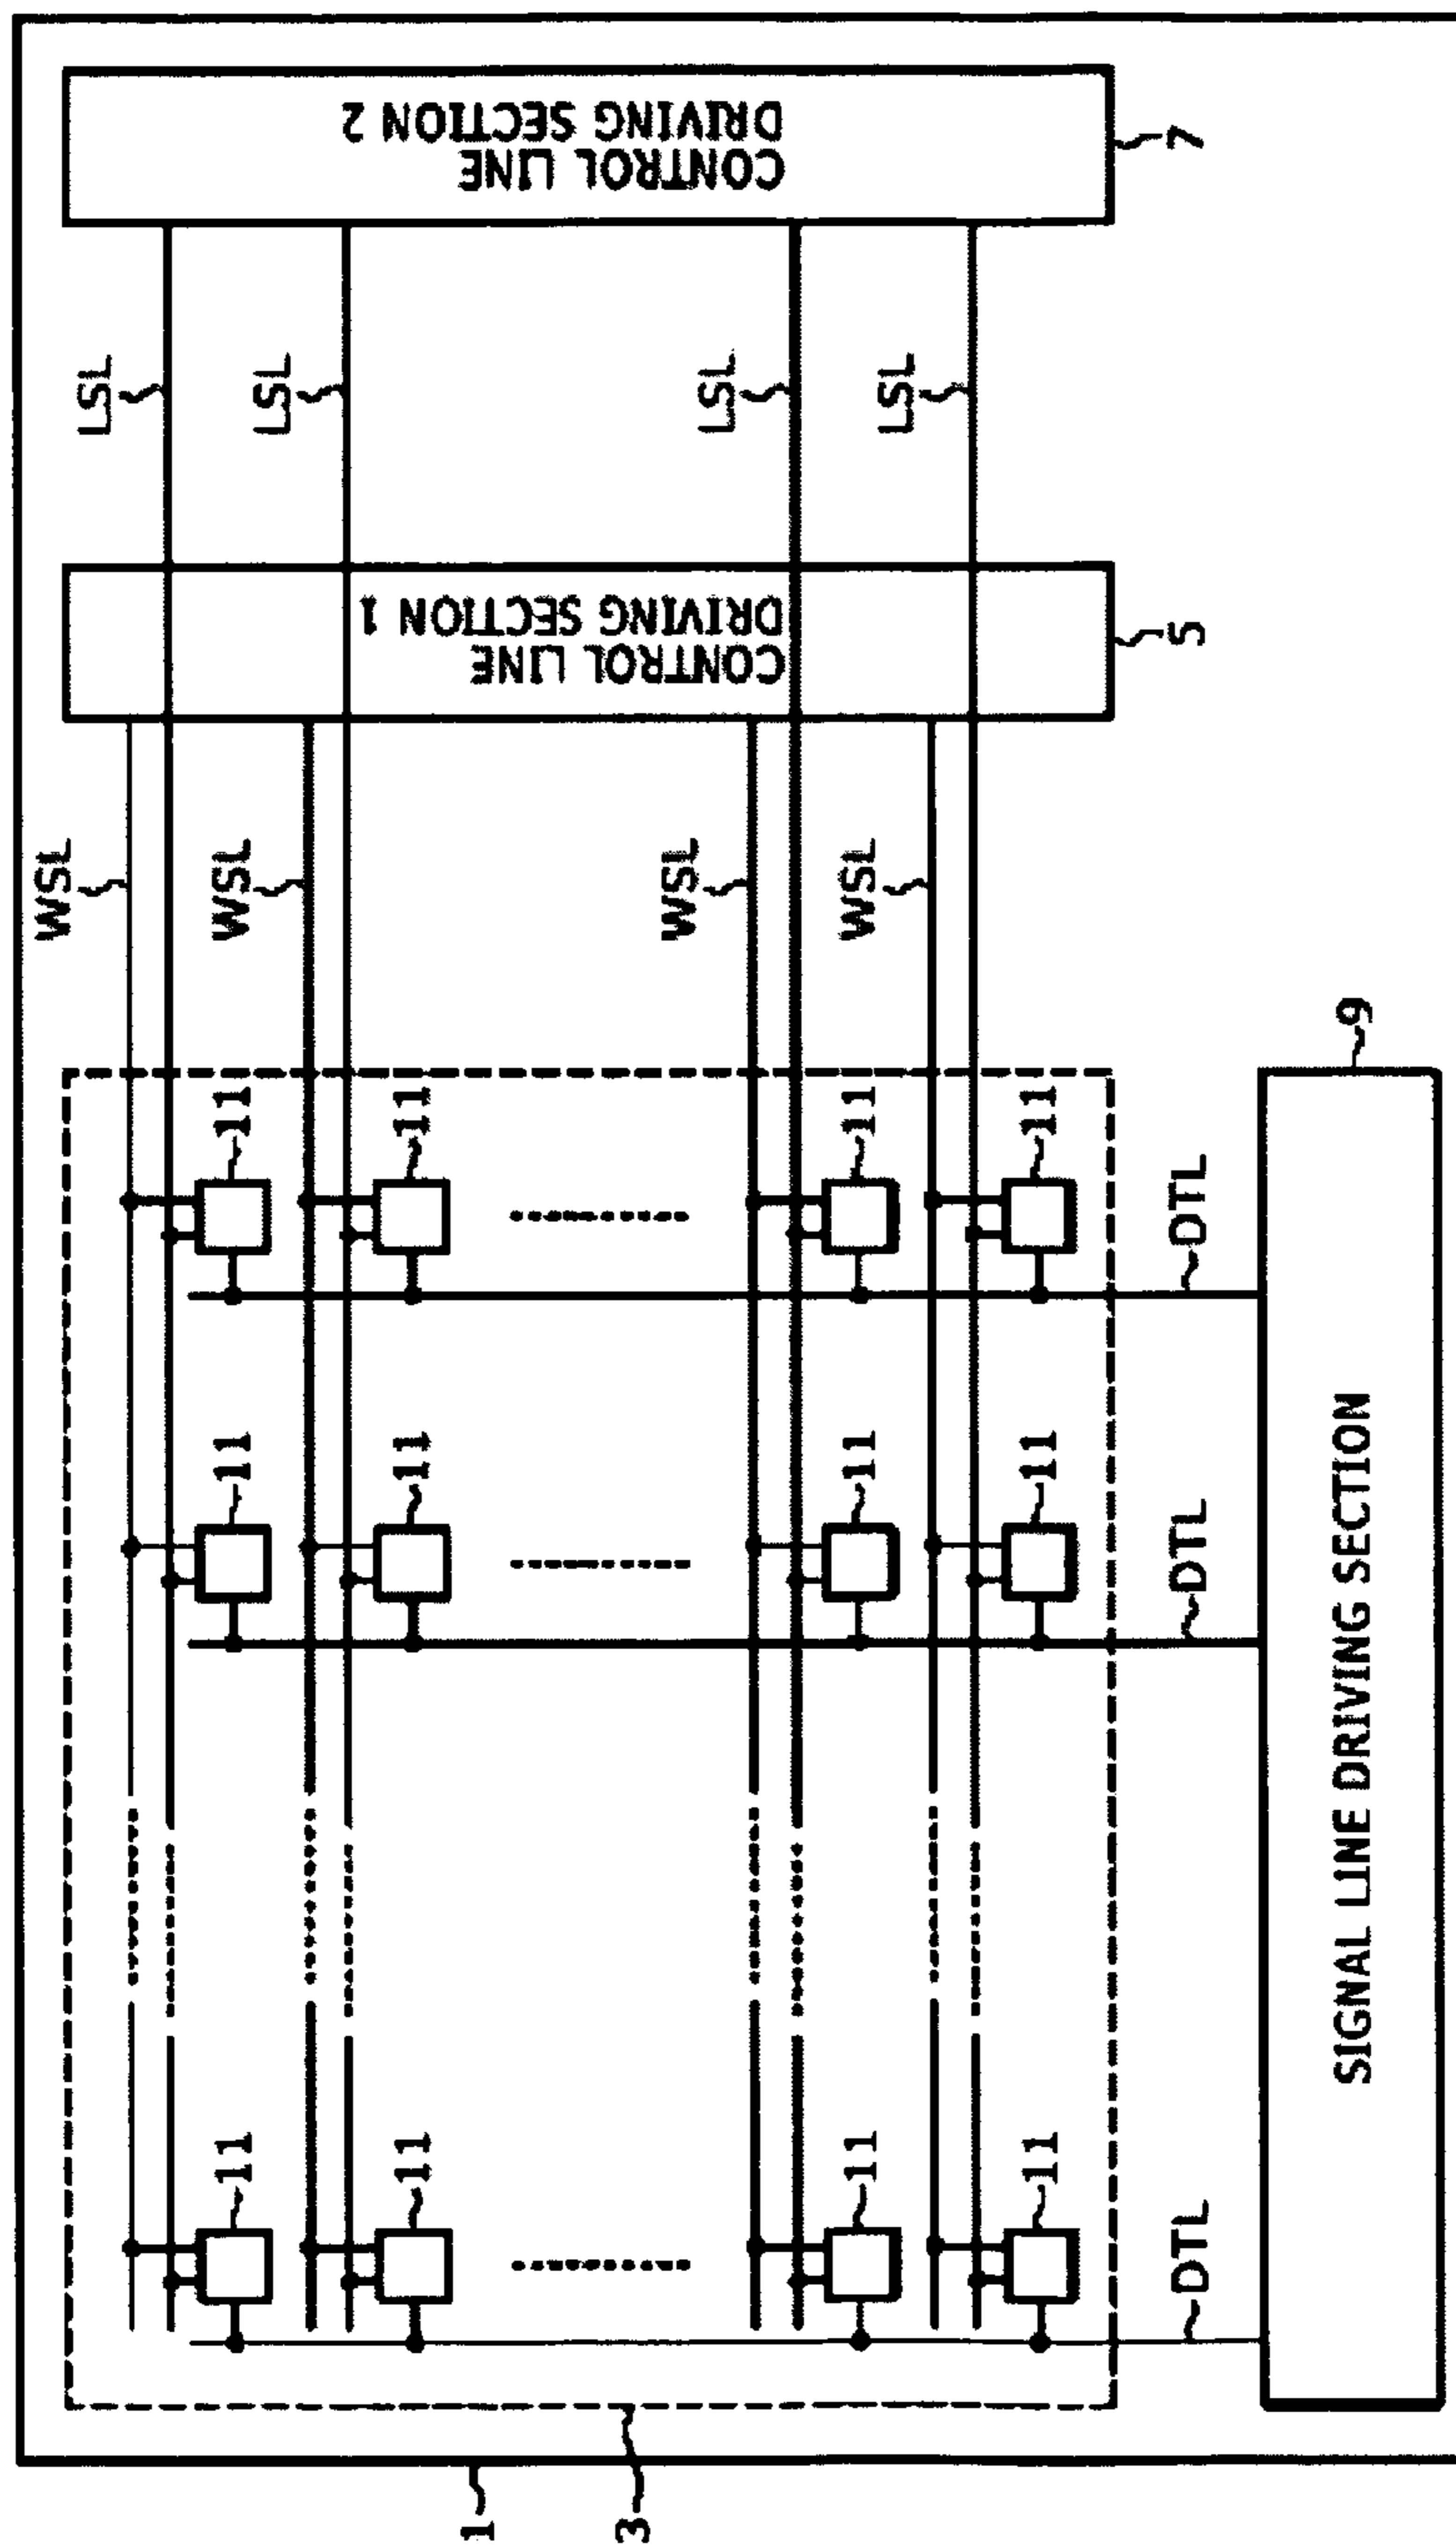 WSL
LSL
11
11
11
WSL
LSL
11
11
11
1
3
CONTROL LINE
DRIVING SECTION 1
CONTROL LINE
DRIVING SECTION 2
WSL
LSL
11
11
11
WSL
LSL
11
11
11
DTL
DTL
DTL
5
7
SIGNAL LINE DRIVING SECTION
9